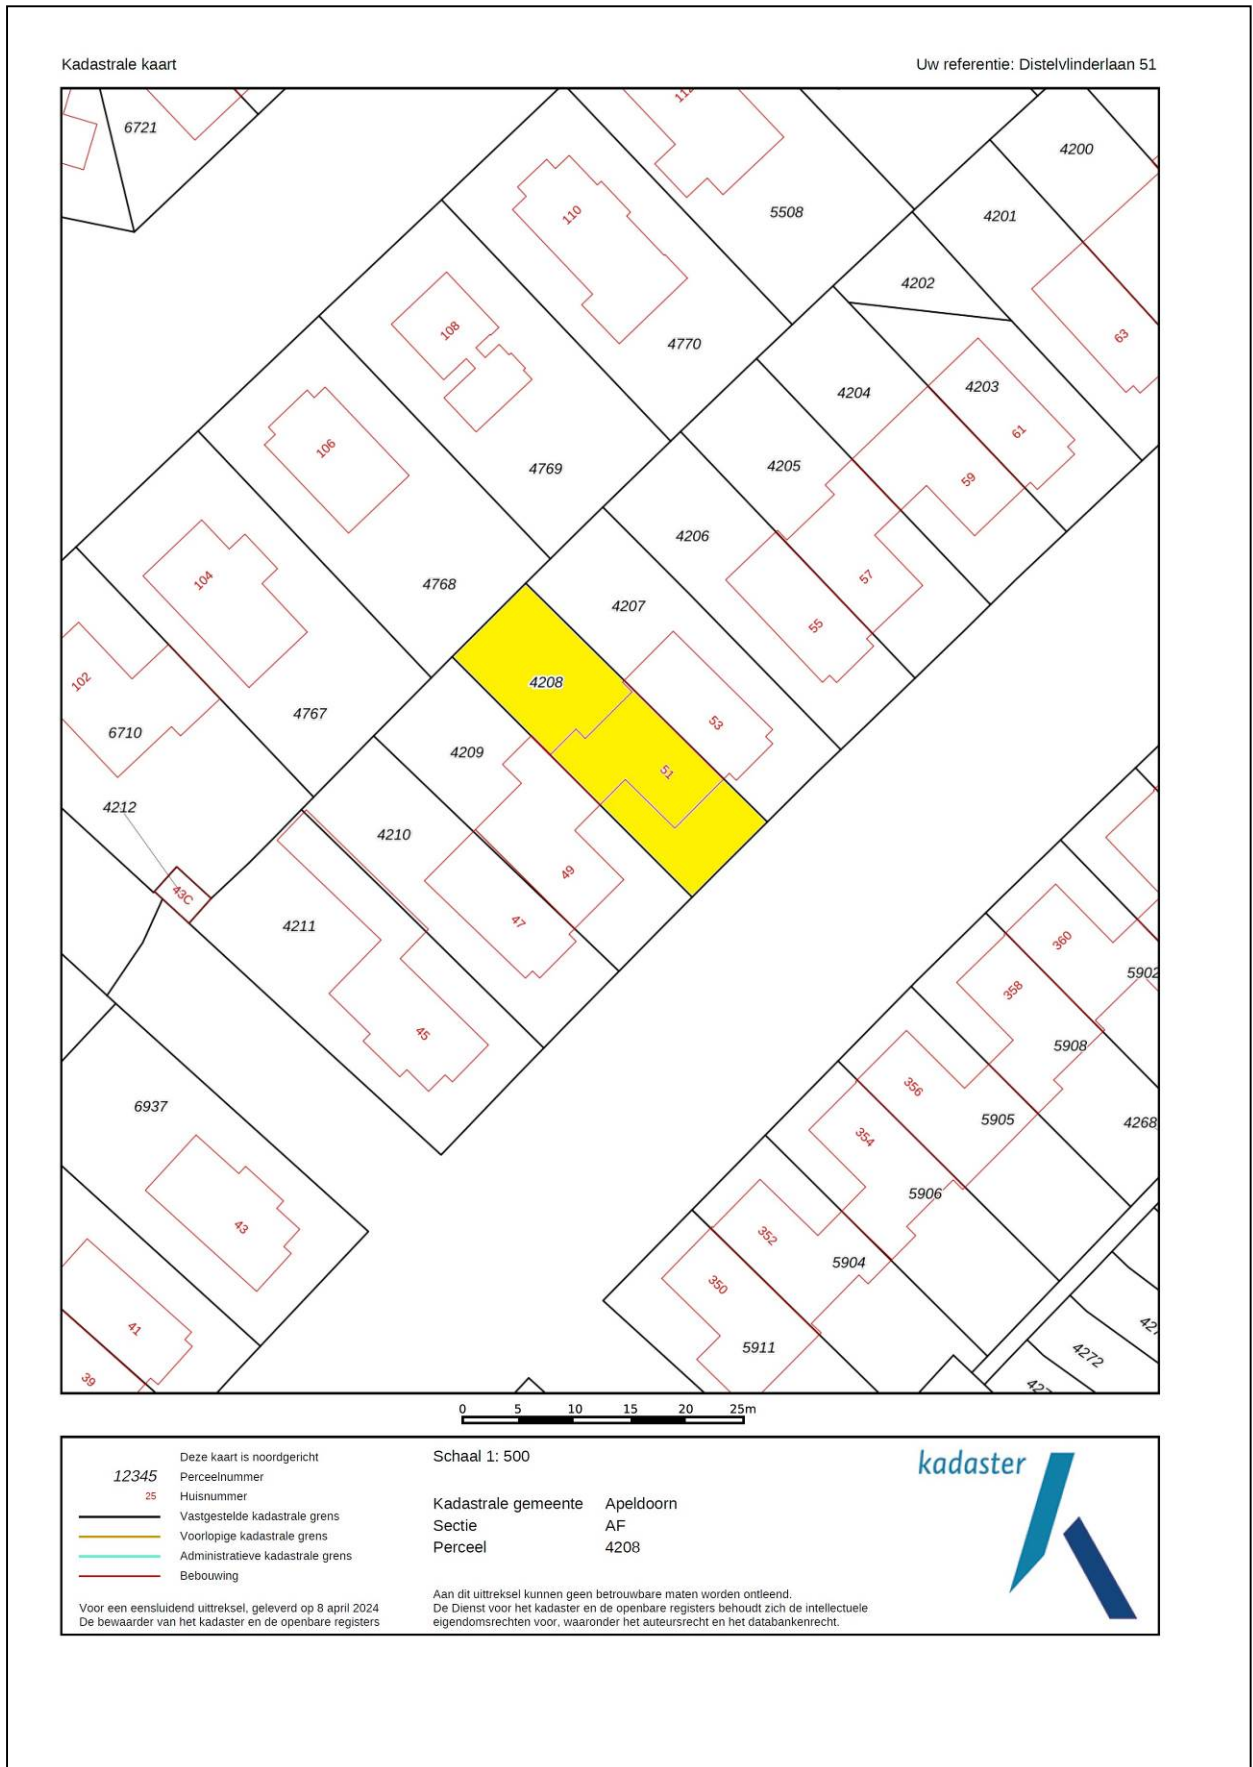 Kadastrale kaart
Uw referentie: Distelvlinderlaan 51
6721
110
5508
4200
4201
4202
63
108
4770
4204
4203
61
106
4769
4205
59
4206
104
4768
4207
57
55
102
4208
53
6710
4767
4209
51
4212
4210
49
43C
4211
47
360
358
5902
45
5908
356
5905
354
4268
6937
5906
43
352
5904
350
41
5911
4272
39
0 5 10 15 20 25m
Deze kaart is noordgericht
12345 Perceelnummer
25 Huisnummer
Vastgestelde kadastrale grens
Voorlopige kadastrale grens
Administratieve kadastrale grens
Bebouwing
Voor een eensluidend uittreksel, geleverd op 8 april 2024
De bewaarder van het kadaster en de openbare registers
Schaal 1: 500
Kadastrale gemeente Apeldoorn
Sectie AF
Perceel 4208
Aan dit uittreksel kunnen geen betrouwbare maten worden ontleend.
De Dienst voor het kadaster en de openbare registers behoudt zich de intellectuele
eigendomsrechten voor, waaronder het auteursrecht en het databankenrecht.
kadaster